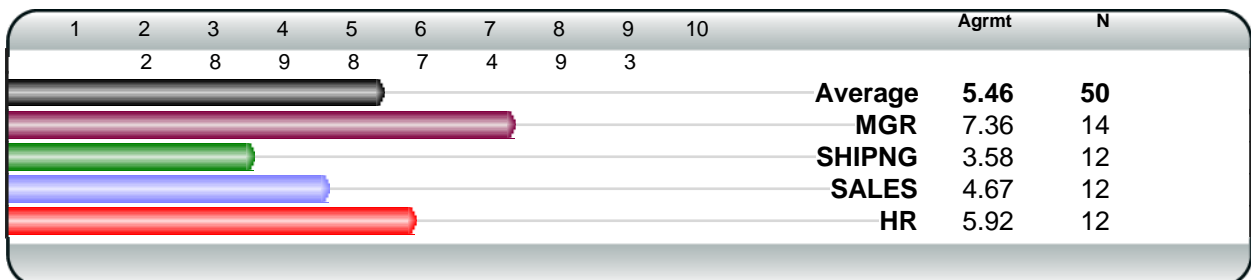 1 2 3 4 5 6 7 8 9 10 Agrmt N
2 8 9 8 7 4 9 3
Average 5.46 50
MGR 7.36 14
SHIPNG 3.58 12
SALES 4.67 12
HR 5.92 12